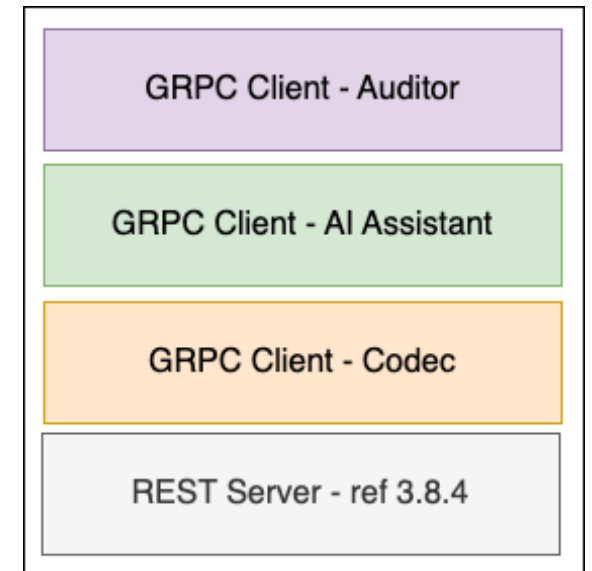 GRPC Client - Auditor
GRPC Client - AI Assistant
GRPC Client - Codec
REST Server - ref 3.8.4